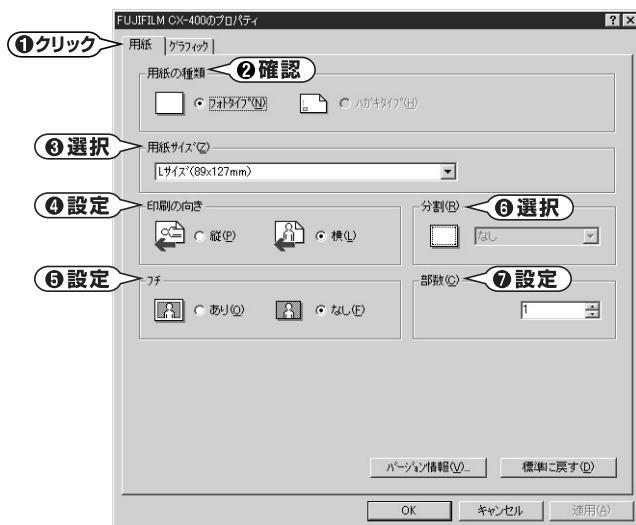 FUJIFILM CX-400のプロパティ
❶クリック
用紙
グラフィック
用紙の種類
❷確認
フォトタイプ(N)
ハガキタイプ(H)
❸選択
用紙サイズ(Z)
Lサイズ(89x127mm)
❹設定
印刷の向き
縦(P)
横(L)
分割(R)
❻選択
なし
❺設定
フチ
あり(O)
なし(F)
部数(C)
❼設定
1
バージョン情報(V)...
標準に戻す(D)
OK
キャンセル
適用(A)